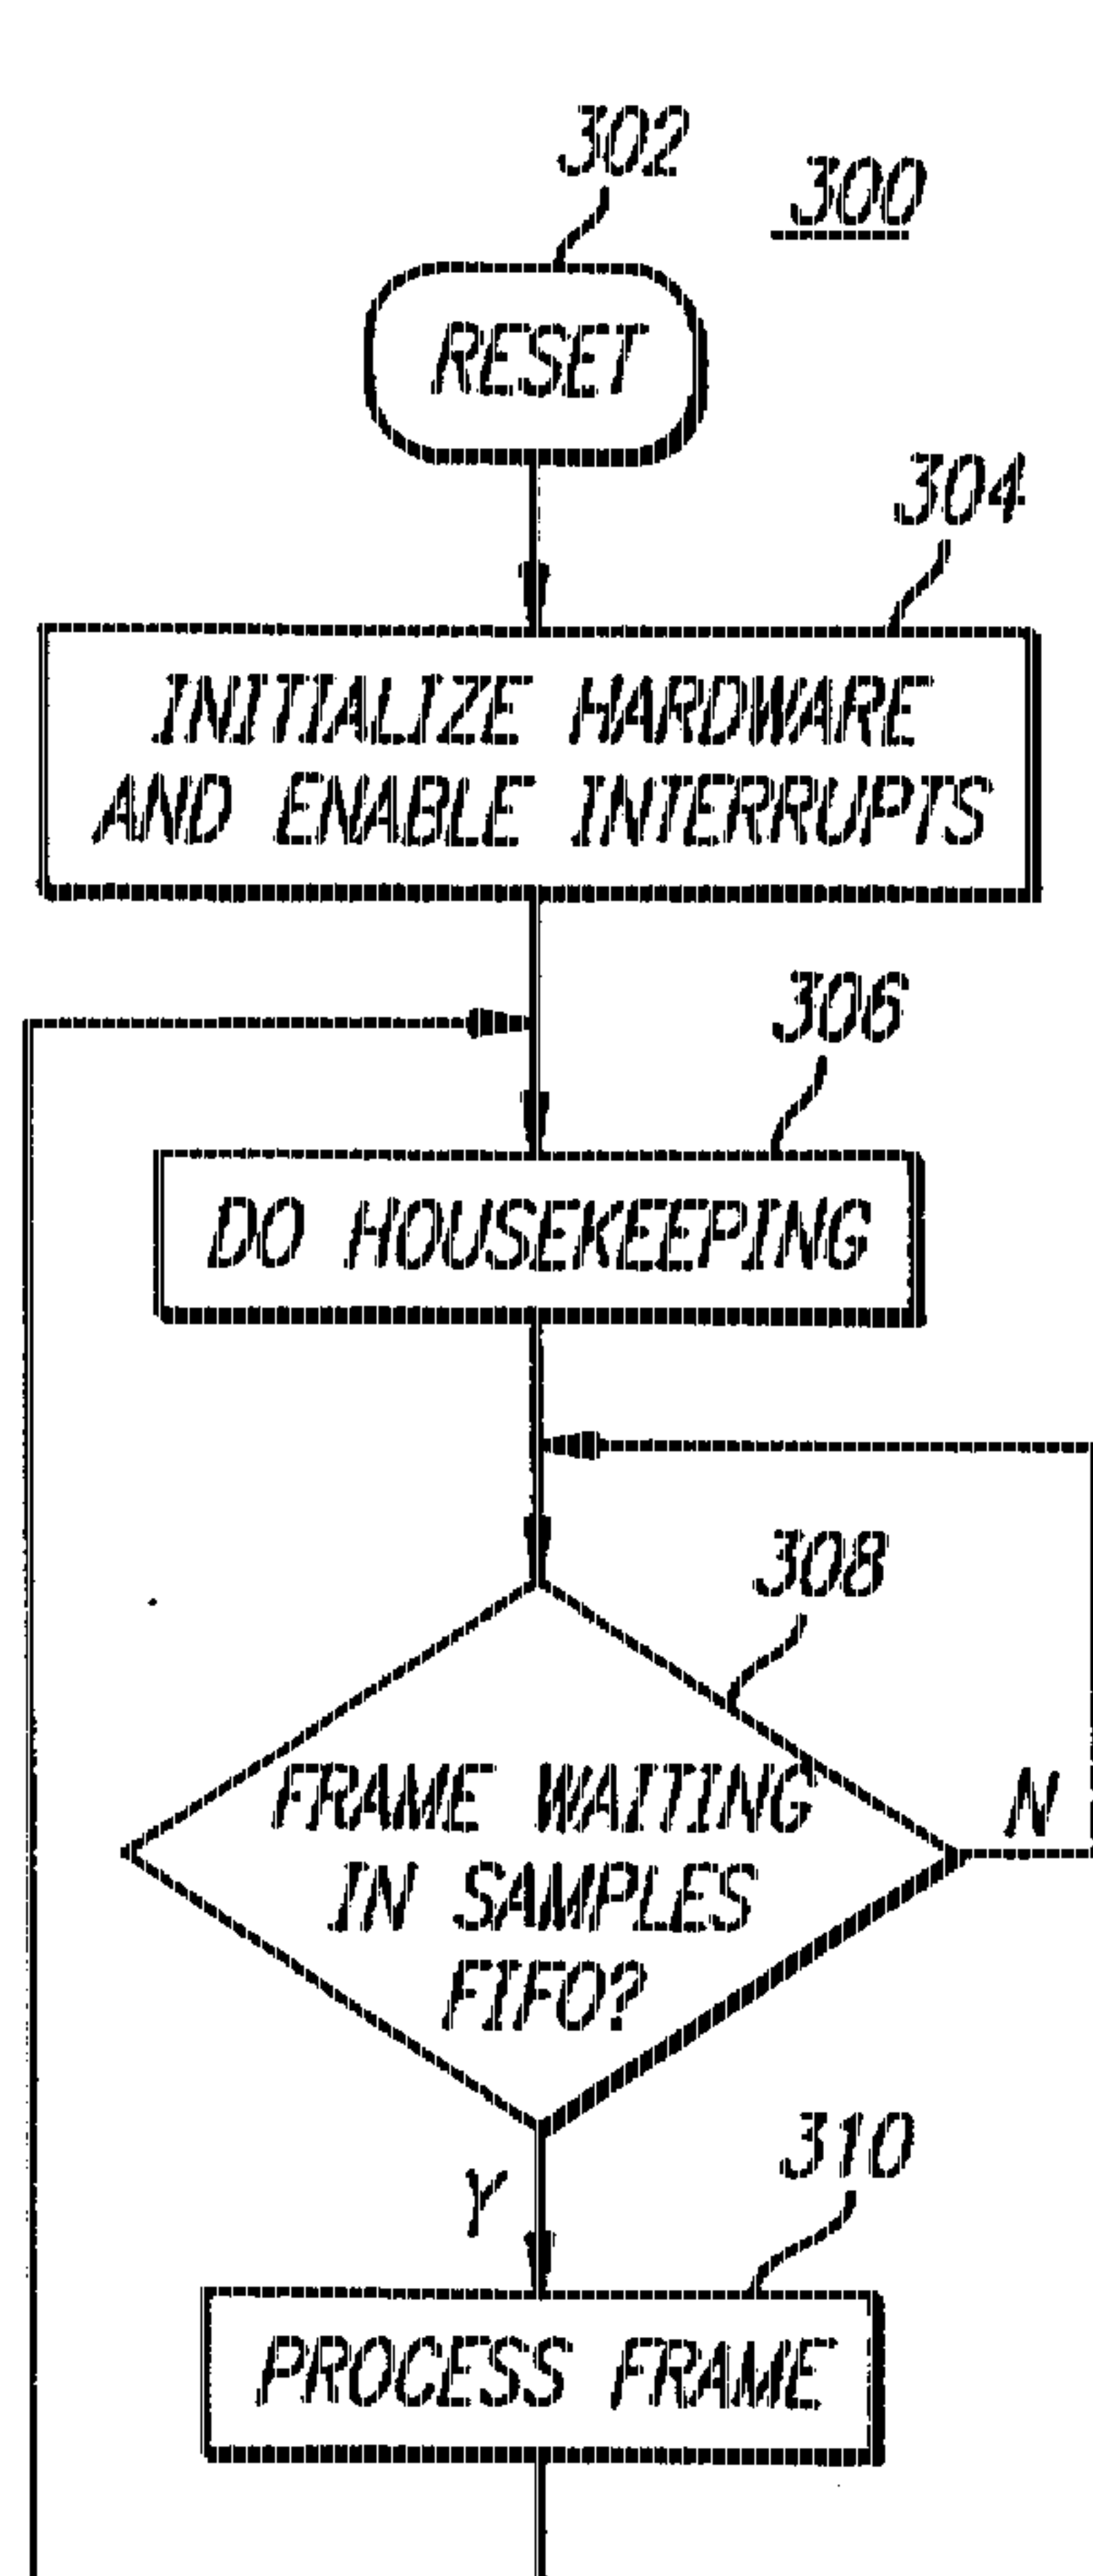 302
300
RESET
304
INITIALIZE HARDWARE
AND ENABLE INTERRUPTS
306
DO HOUSEKEEPING
308
FRAME WAITING
IN SAMPLES
FIFO?
N
Y
310
PROCESS FRAME